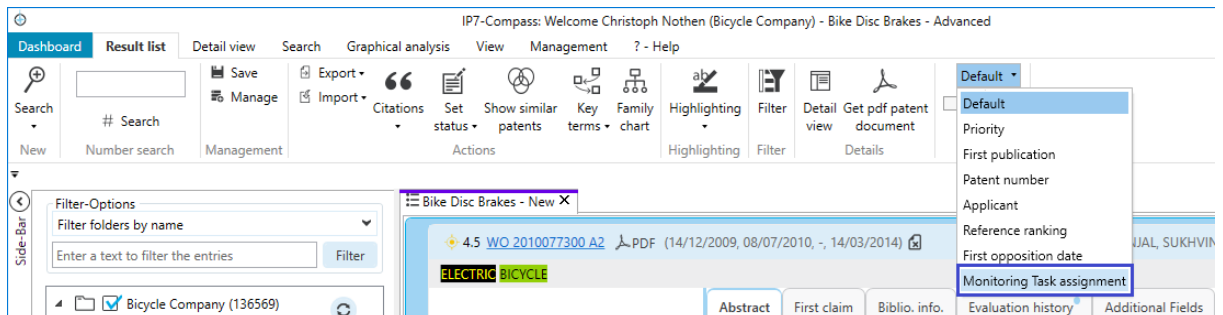 IP7-Compass: Welcome Christoph Nothen (Bicycle Company) - Bike Disc Brakes - Advanced
Dashboard Result list Detail view Search Graphical analysis View Management ? - Help
Search
New
# Search
Number search
Save
Manage
Management
Export
Import
Citations
Set status
Show similar patents
Key terms
Family chart
Actions
ab
Highlighting
Highlighting
Filter
Filter
Detail view
Get pdf patent document
Details
Default
Default
Priority
First publication
Patent number
Applicant
Reference ranking
First opposition date
Monitoring Task assignment
Side-Bar
Filter-Options
Filter folders by name
Enter a text to filter the entries Filter
Bicycle Company (136569)
Bike Disc Brakes - New X
4.5 WO 2010077300 A2 PDF (14/12/2009, 08/07/2010, -, 14/03/2014)
ELECTRIC BICYCLE
Abstract First claim Biblio. info. Evaluation history Additional Fields